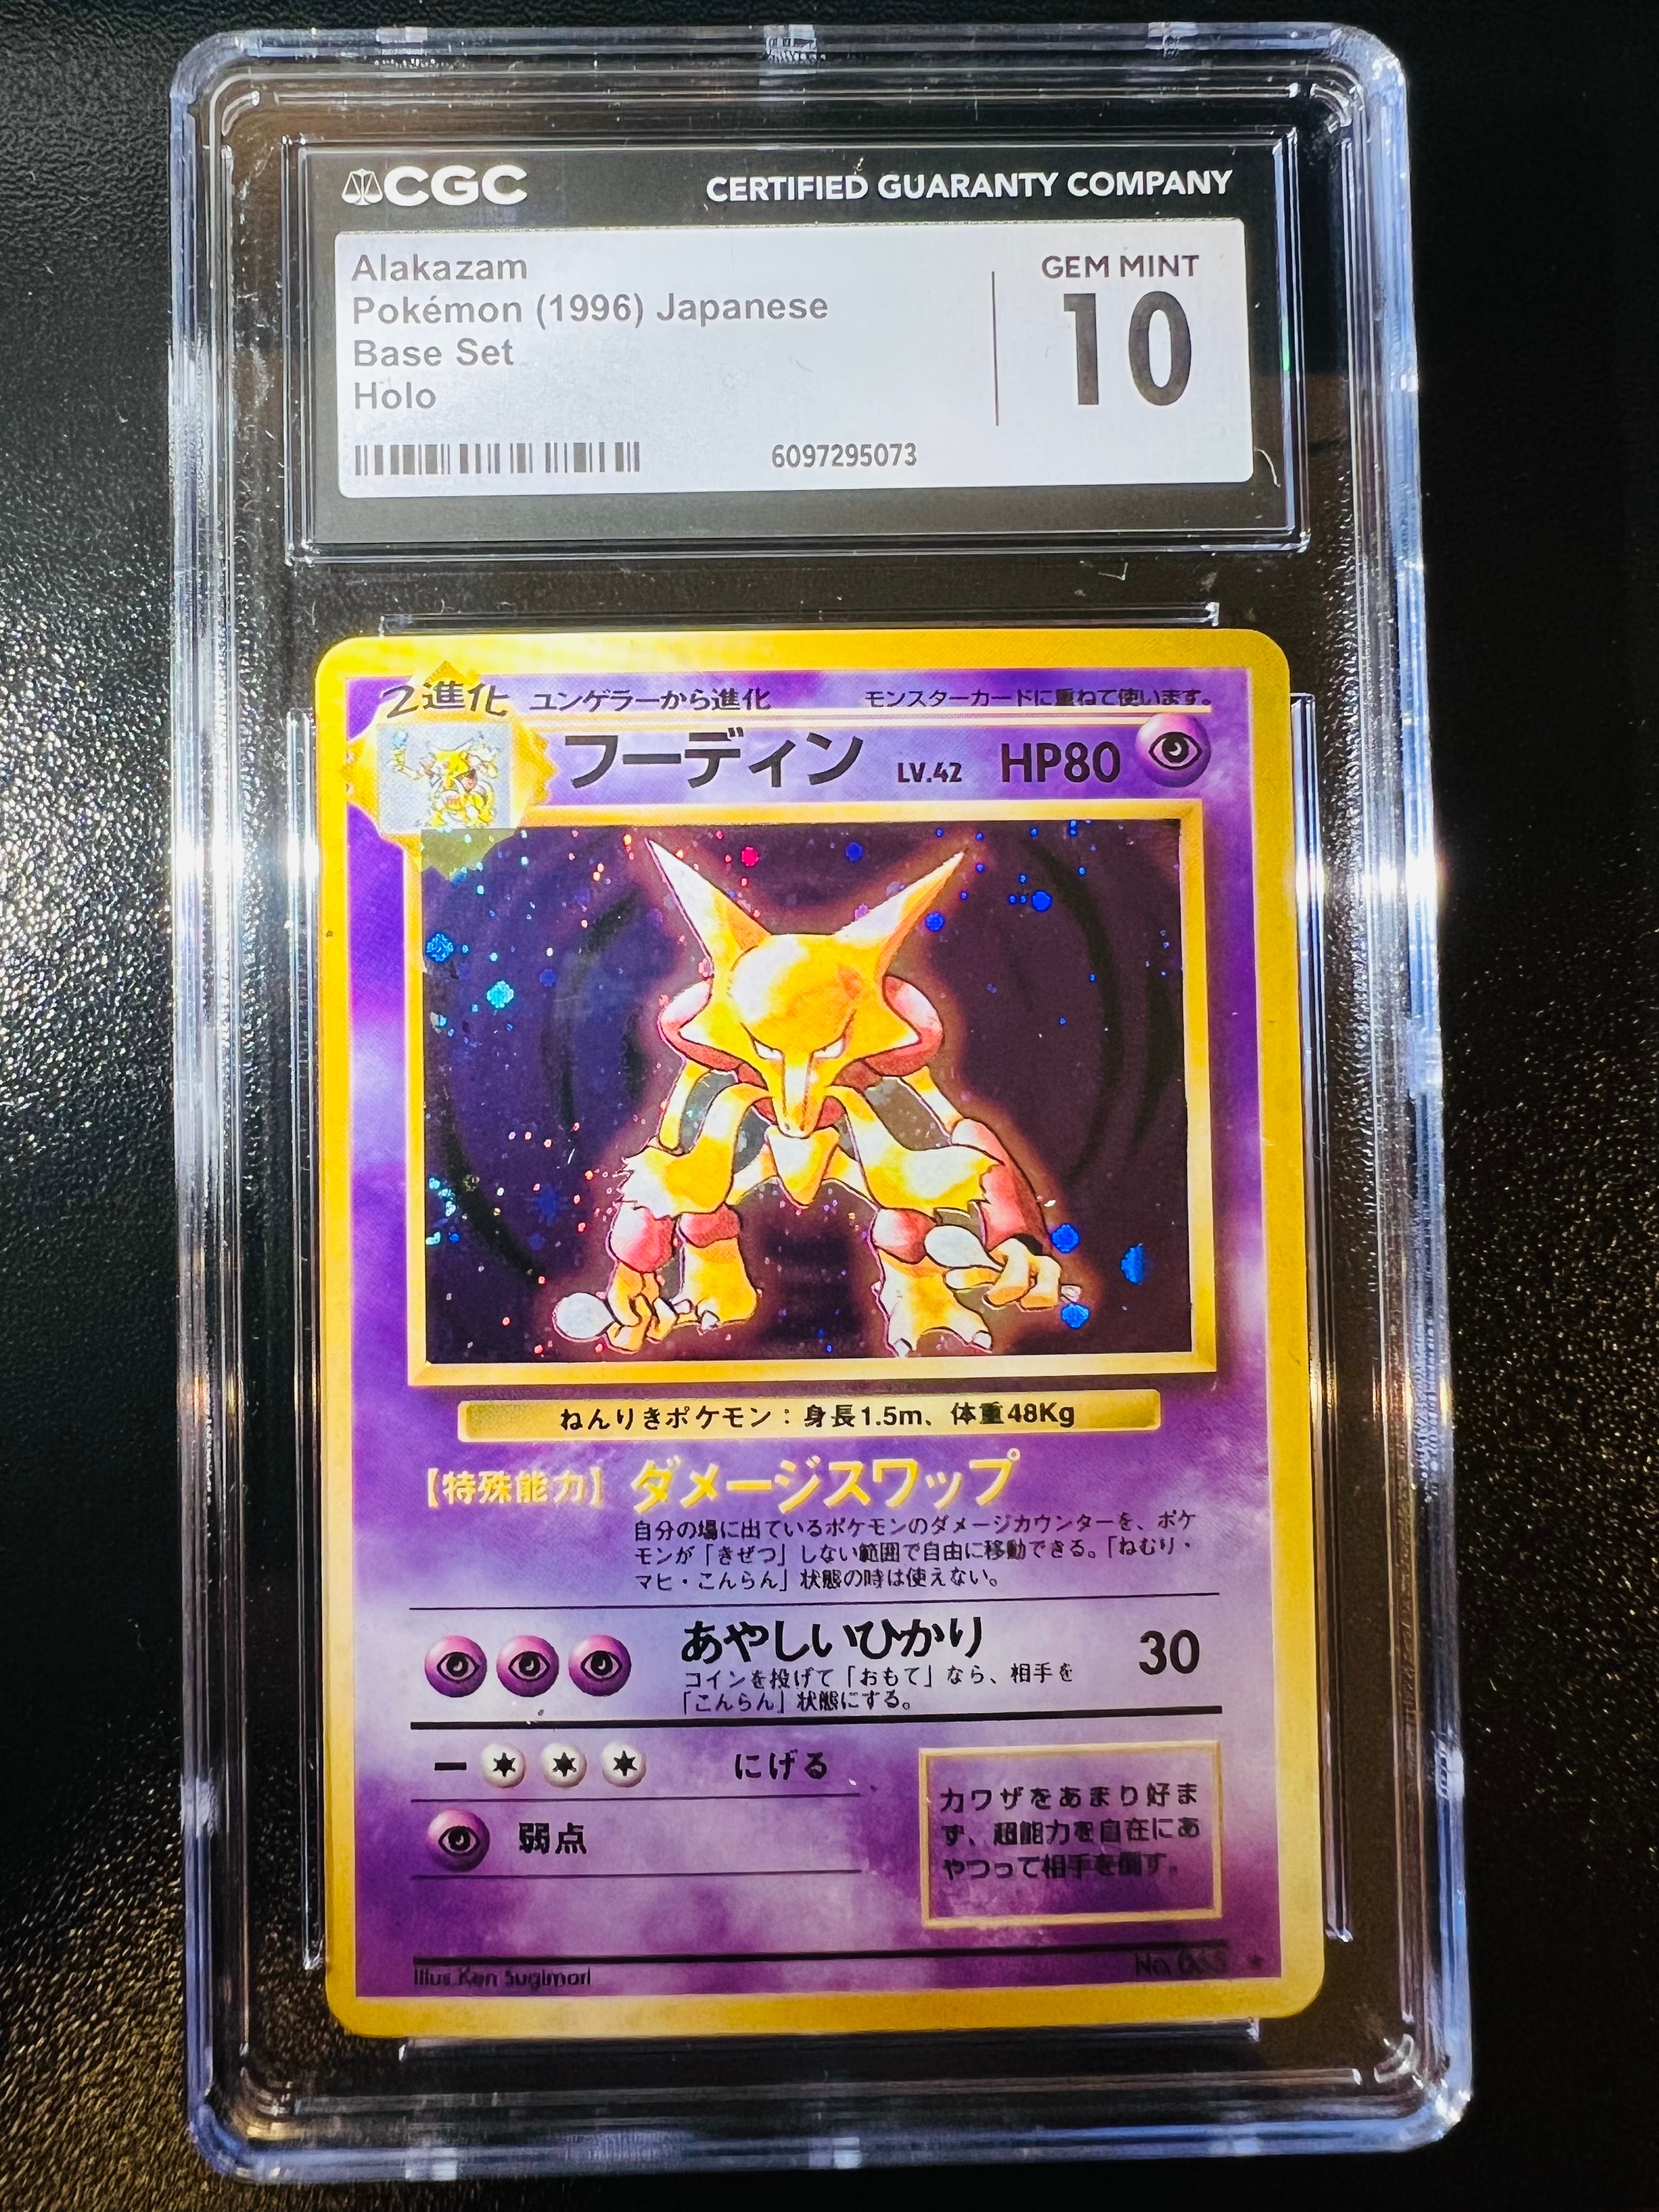 CGC CERTIFIED GUARANTY COMPANY
Alakazam
Pokémon (1996) Japanese
Base Set
Holo
GEM MINT
10
6097295073
2進化 ユンゲラーから進化 モンスターカードに重ねて使います。
フーディン LV.42 HP80
ねんりきポケモン：身長1.5m、体重48Kg
【特殊能力】 ダメージスワップ
自分の場に出ているポケモンのダメージカウンターを、ポケ
モンが「きぜつ」しない範囲で自由に移動できる。「ねむり・
マヒ・こんらん」状態の時は使えない。
あやしいひかり 30
コインを投げて「おもて」なら、相手を
「こんらん」状態にする。
ー にげる
弱点
力ワザをあまり好ま
ず、超能力を自在にあ
やつって相手を倒す。
Illus Ken Sugimori No.065 ★